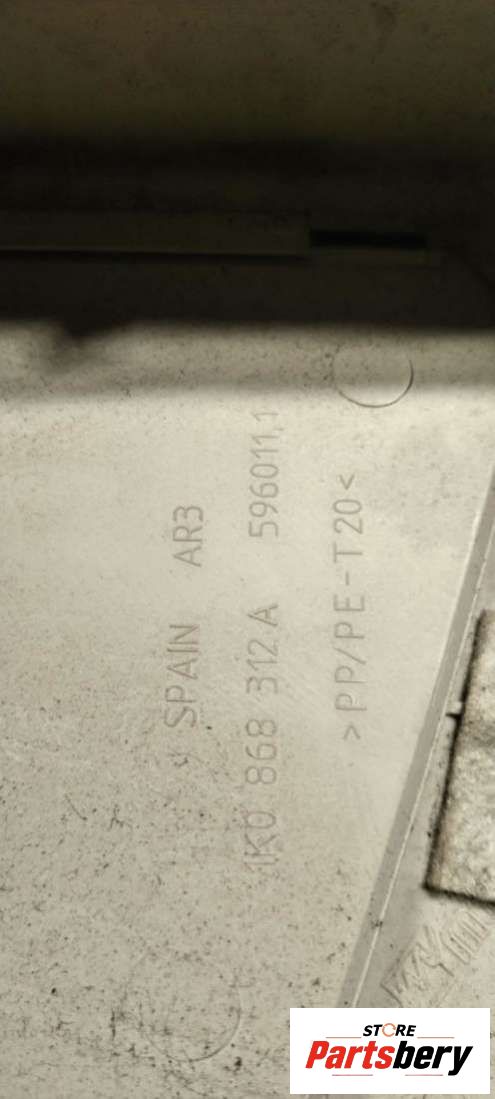 SPAIN AR3
1K0 868 312 A 596011,1
>PP/PE-T20<
STORE
Partsbery